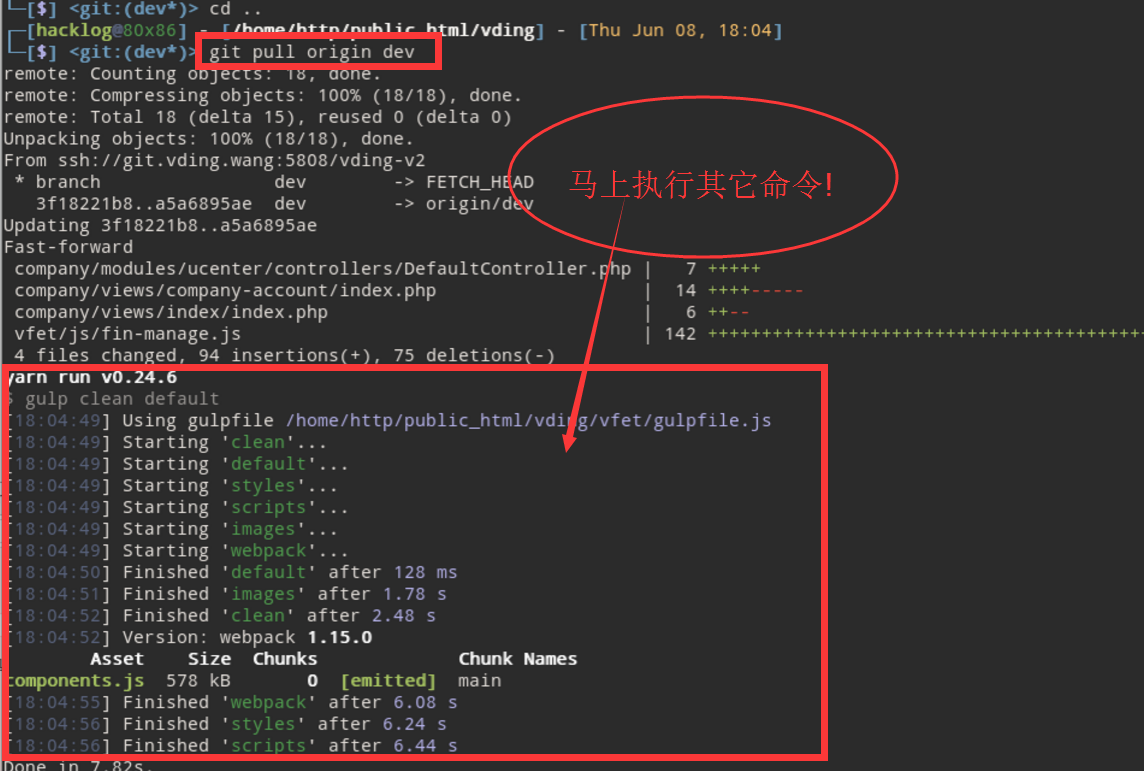 [$] <git:(dev*)> cd ..
[hacklog@80x86] - [/home/http/public_html/vding] - [Thu Jun 08, 18:04]
[$] <git:(dev*)> git pull origin dev
remote: Counting objects: 18, done.
remote: Compressing objects: 100% (18/18), done.
remote: Total 18 (delta 15), reused 0 (delta 0)
Unpacking objects: 100% (18/18), done.
From ssh://git.vding.wang:5808/vding-v2
* branch dev -> FETCH_HEAD
马上执行其它命令!
3f18221b8..a5a6895ae dev -> origin/dev
Updating 3f18221b8..a5a6895ae
Fast-forward
company/modules/ucenter/controllers/DefaultController.php | 7 +++++
company/views/company-account/index.php | 14 ++++-----
company/views/index/index.php | 6 ++--
vfet/js/fin-manage.js | 142 +++++++++++++++++++++++++++++++++++++++++
4 files changed, 94 insertions(+), 75 deletions(-)
yarn run v0.24.6
$ gulp clean default
[18:04:49] Using gulpfile /home/http/public_html/vding/vfet/gulpfile.js
[18:04:49] Starting 'clean'...
[18:04:49] Starting 'default'...
[18:04:49] Starting 'styles'...
[18:04:49] Starting 'scripts'...
[18:04:49] Starting 'images'...
[18:04:49] Starting 'webpack'...
[18:04:50] Finished 'default' after 128 ms
[18:04:51] Finished 'images' after 1.78 s
[18:04:52] Finished 'clean' after 2.48 s
[18:04:52] Version: webpack 1.15.0
Asset Size Chunks Chunk Names
components.js 578 kB 0 [emitted] main
[18:04:55] Finished 'webpack' after 6.08 s
[18:04:56] Finished 'styles' after 6.24 s
[18:04:56] Finished 'scripts' after 6.44 s
Done in 7.82s.